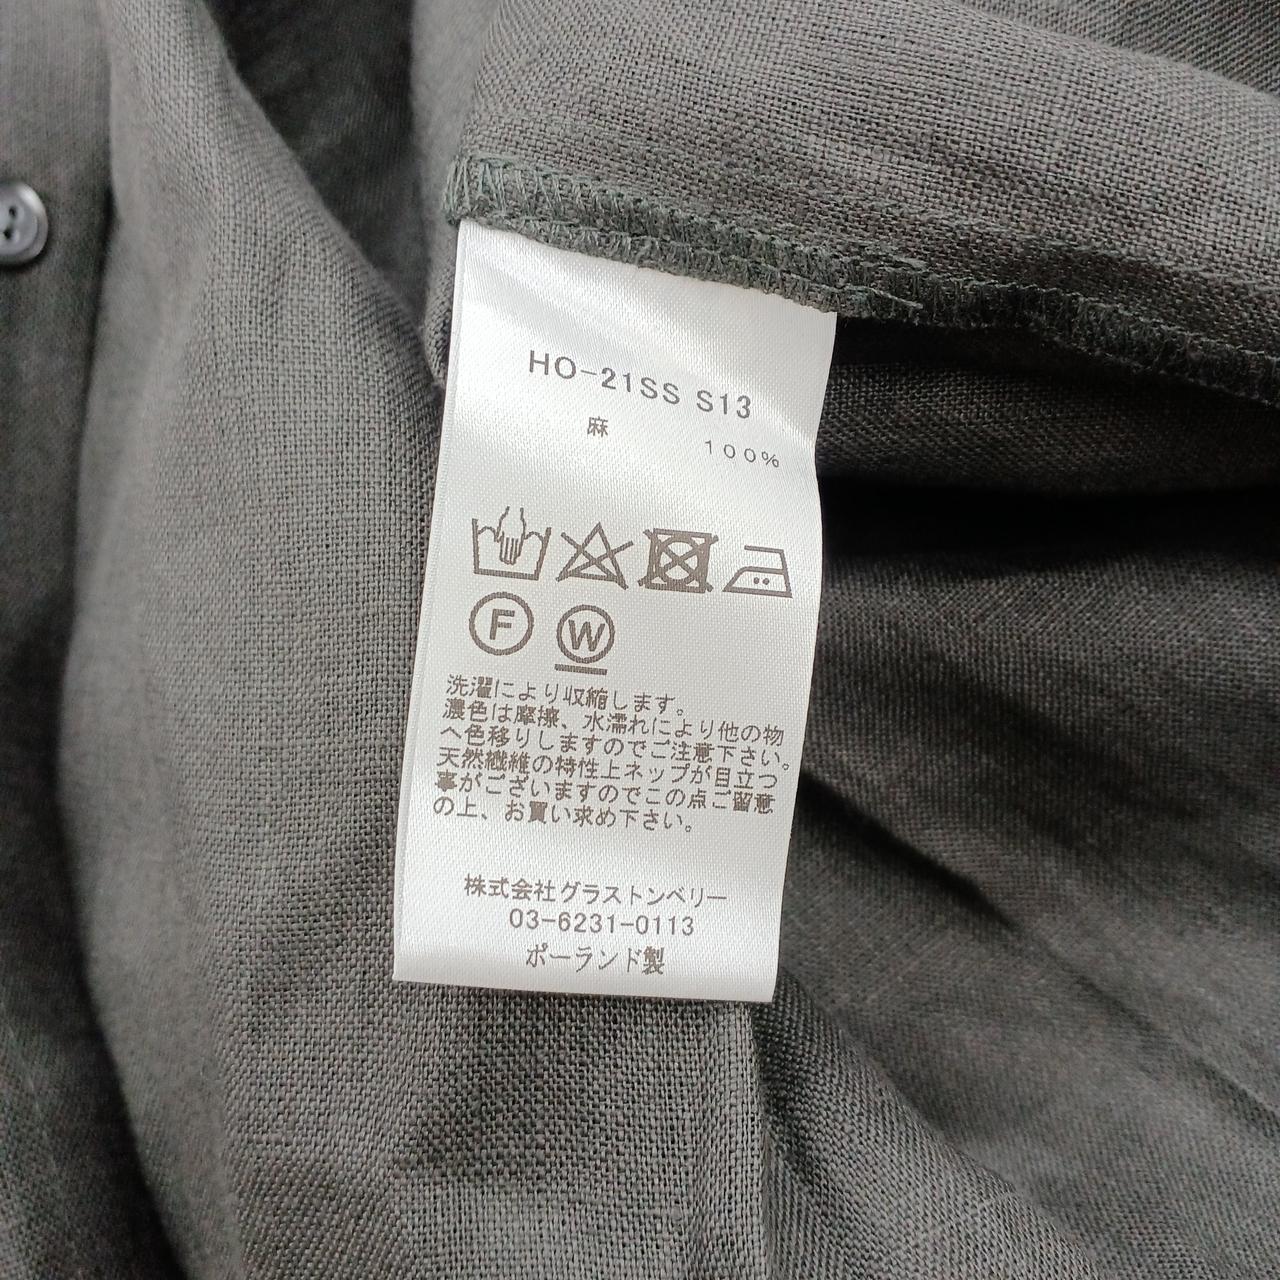 HO-21SS S13
麻 100%
F W
洗濯により収縮します。
濃色は摩擦、水濡れにより他の物
へ色移りしますのでご注意下さい。
天然繊維の特性上ネップが目立つ
事がございますのでこの点ご留意
の上、お買い求め下さい。
株式会社グラストンベリー
03-6231-0113
ポーランド製